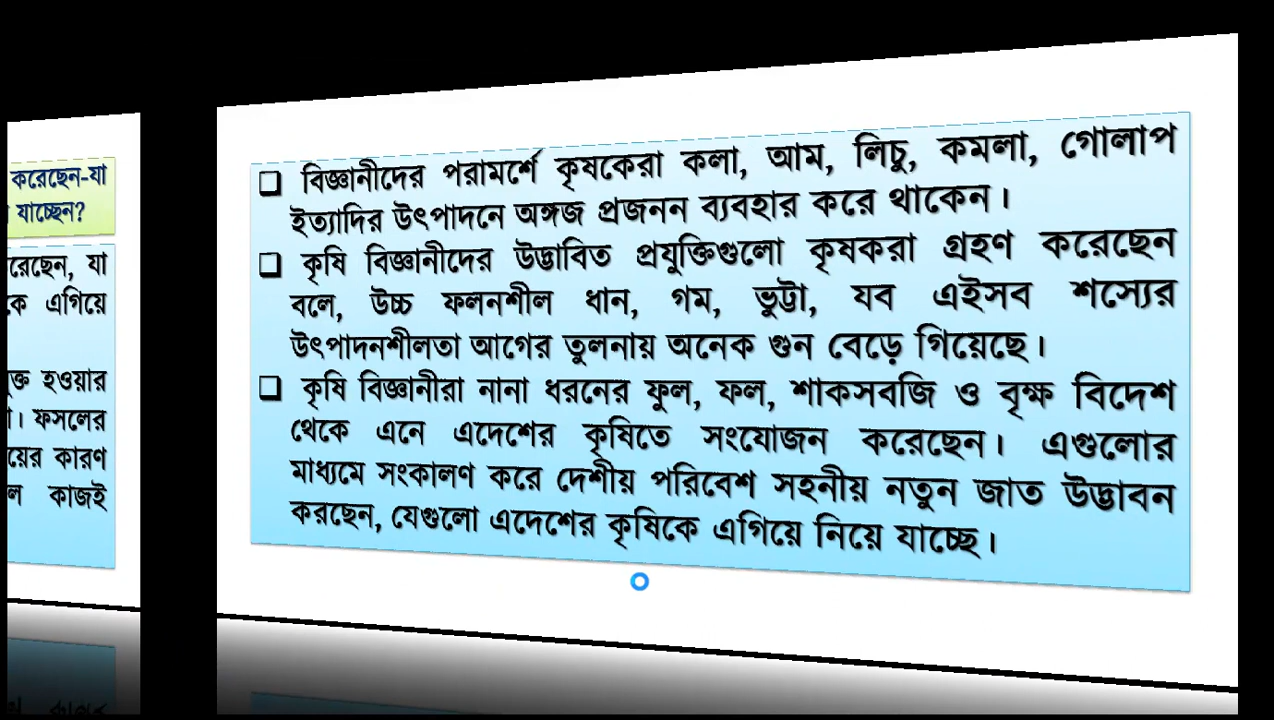 করেছেন-যা
যাচ্ছেন?
রেছেন, যা
কে এগিয়ে
যুক্ত হওয়ার
। ফসলের
য়ের কারণ
ল কাজই
❑ বিজ্ঞানীদের পরামর্শে কৃষকেরা কলা, আম, লিচু, কমলা, গোলাপ
ইত্যাদির উৎপাদনে অঙ্গজ প্রজনন ব্যবহার করে থাকেন।
❑ কৃষি বিজ্ঞানীদের উদ্ভাবিত প্রযুক্তিগুলো কৃষকরা গ্রহণ করেছেন
বলে, উচ্চ ফলনশীল ধান, গম, ভুট্টা, যব এইসব শস্যের
উৎপাদনশীলতা আগের তুলনায় অনেক গুন বেড়ে গিয়েছে।
❑ কৃষি বিজ্ঞানীরা নানা ধরনের ফুল, ফল, শাকসবজি ও বৃক্ষ বিদেশ
থেকে এনে এদেশের কৃষিতে সংযোজন করেছেন। এগুলোর
মাধ্যমে সংকালণ করে দেশীয় পরিবেশ সহনীয় নতুন জাত উদ্ভাবন
করছেন, যেগুলো এদেশের কৃষিকে এগিয়ে নিয়ে যাচ্ছে।